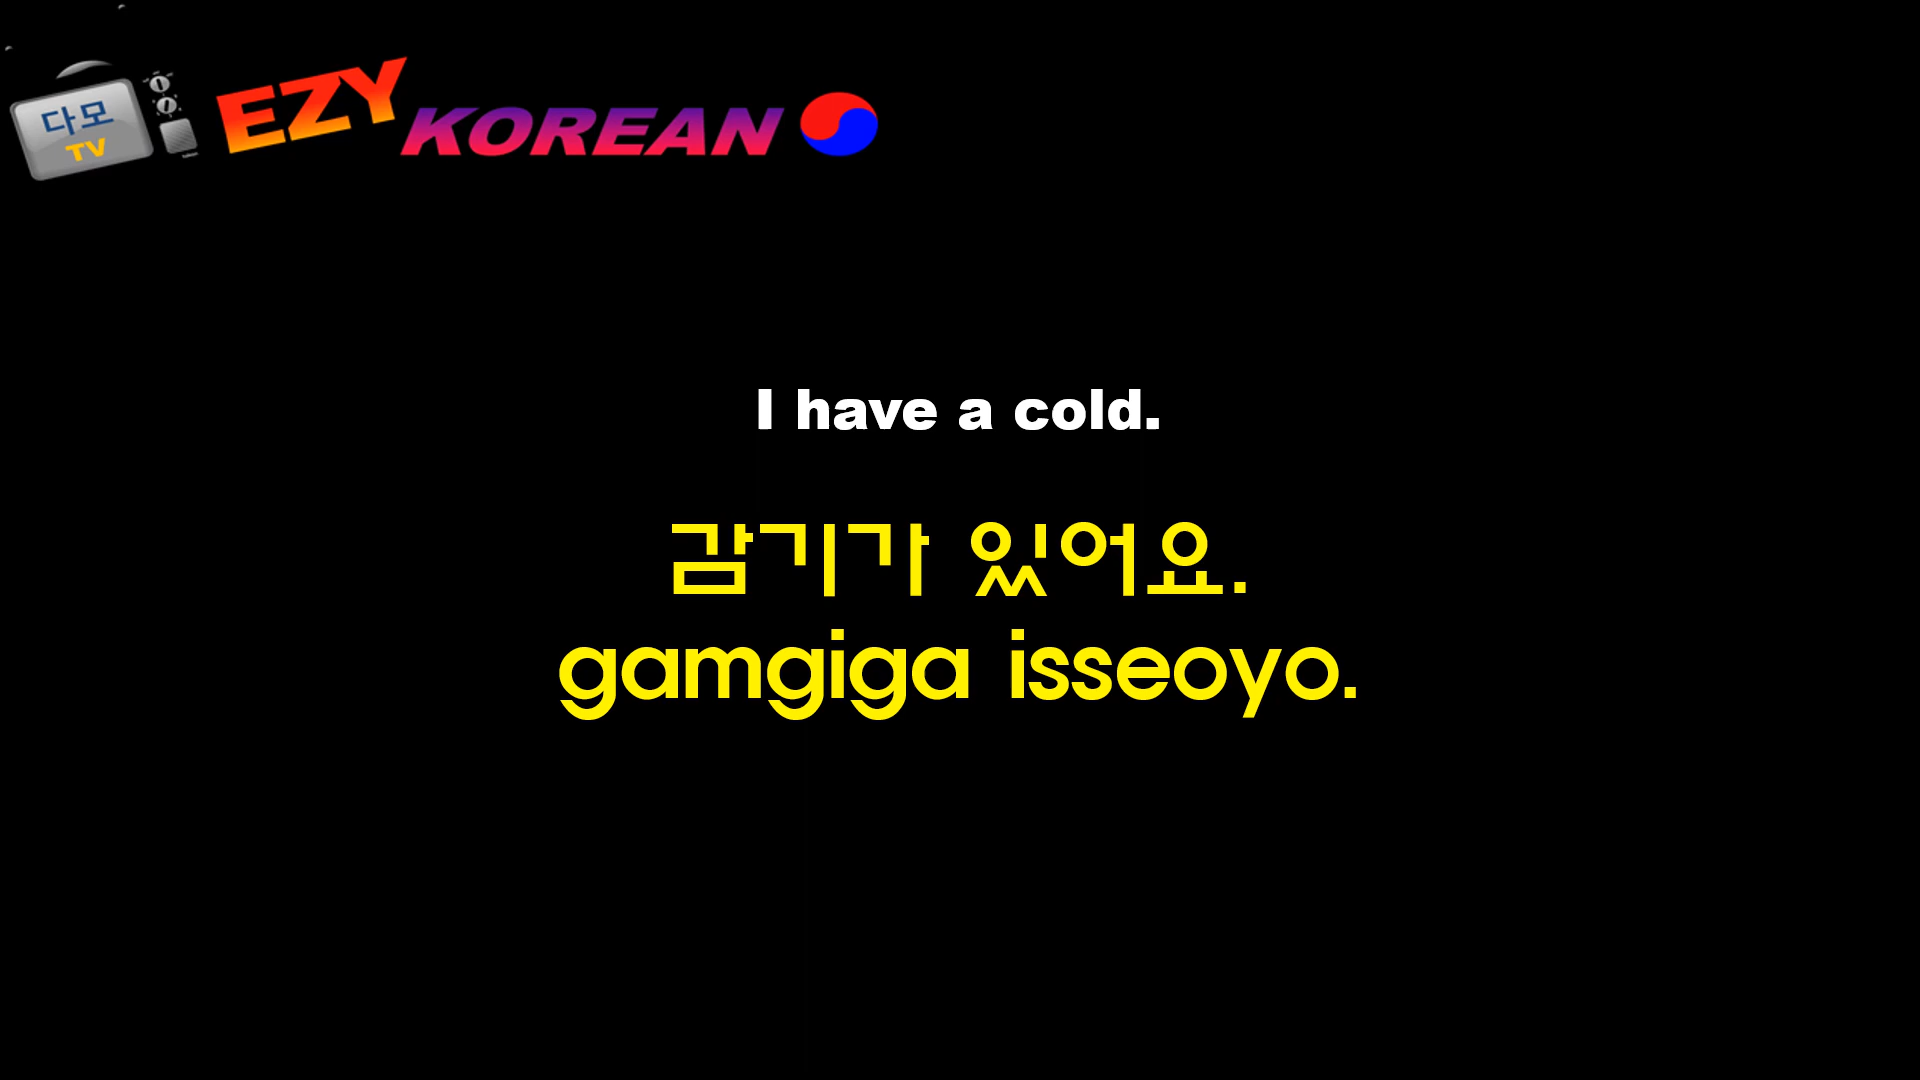 다모
TV
EZY
KOREAN
I have a cold.
감기가 있어요.
gamgiga isseoyo.